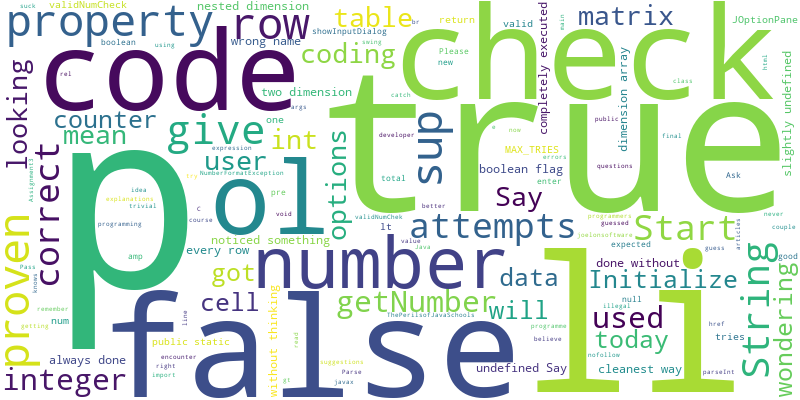 suck
validNumCheck
nested dimension
property
boolean
using
wrong name
row
showInputDialog
table
return
br
swing
Please
new
valid
main
matrix
JOptionPane
html
looking
rel
code
two dimension
coding
check
completely executed
dimension array
class
slightly undefined
counter
mean
give
args
catch
true
developer
e
now
public
final
one
int
expression
MAX_TRIES
errors
questions
Ask
Assignment3
correct
p
user
NumberFormatException
options
sup
boolean flag
enter
try
pre
total
explanations
idea
trivial
C
course
void
ol
validNumChek
better
Say
programmers
guessed
never
programming
noticed something
lt
attempts
joelonsoftware
Start
articles
couple
proven
amp
every row
number
value
Java
expected
done without
guess
good
Pass
knows
got
data
Initialize
String
wondering
remember
num
false
cell
getNumber
will
li
illegal
null
used
href
tries
getting
line
without thinking
ThePerilsofJavaSchools
programme
believe
today
nofollow
parseInt
public static
read
always done
encounter
right
import
integer
gt
suggestions
Parse
javax
undefined Say
cleanest way